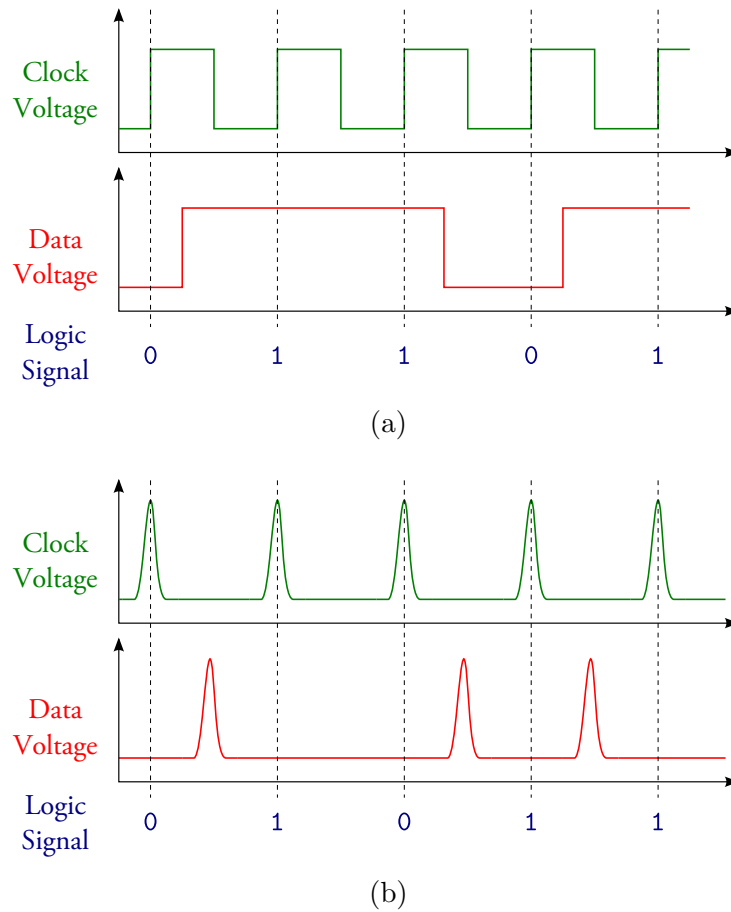 Clock
Voltage
Data
Voltage
Logic
Signal
0 1 1 0 1
(a)
Clock
Voltage
Data
Voltage
Logic
Signal
0 1 0 1 1
(b)